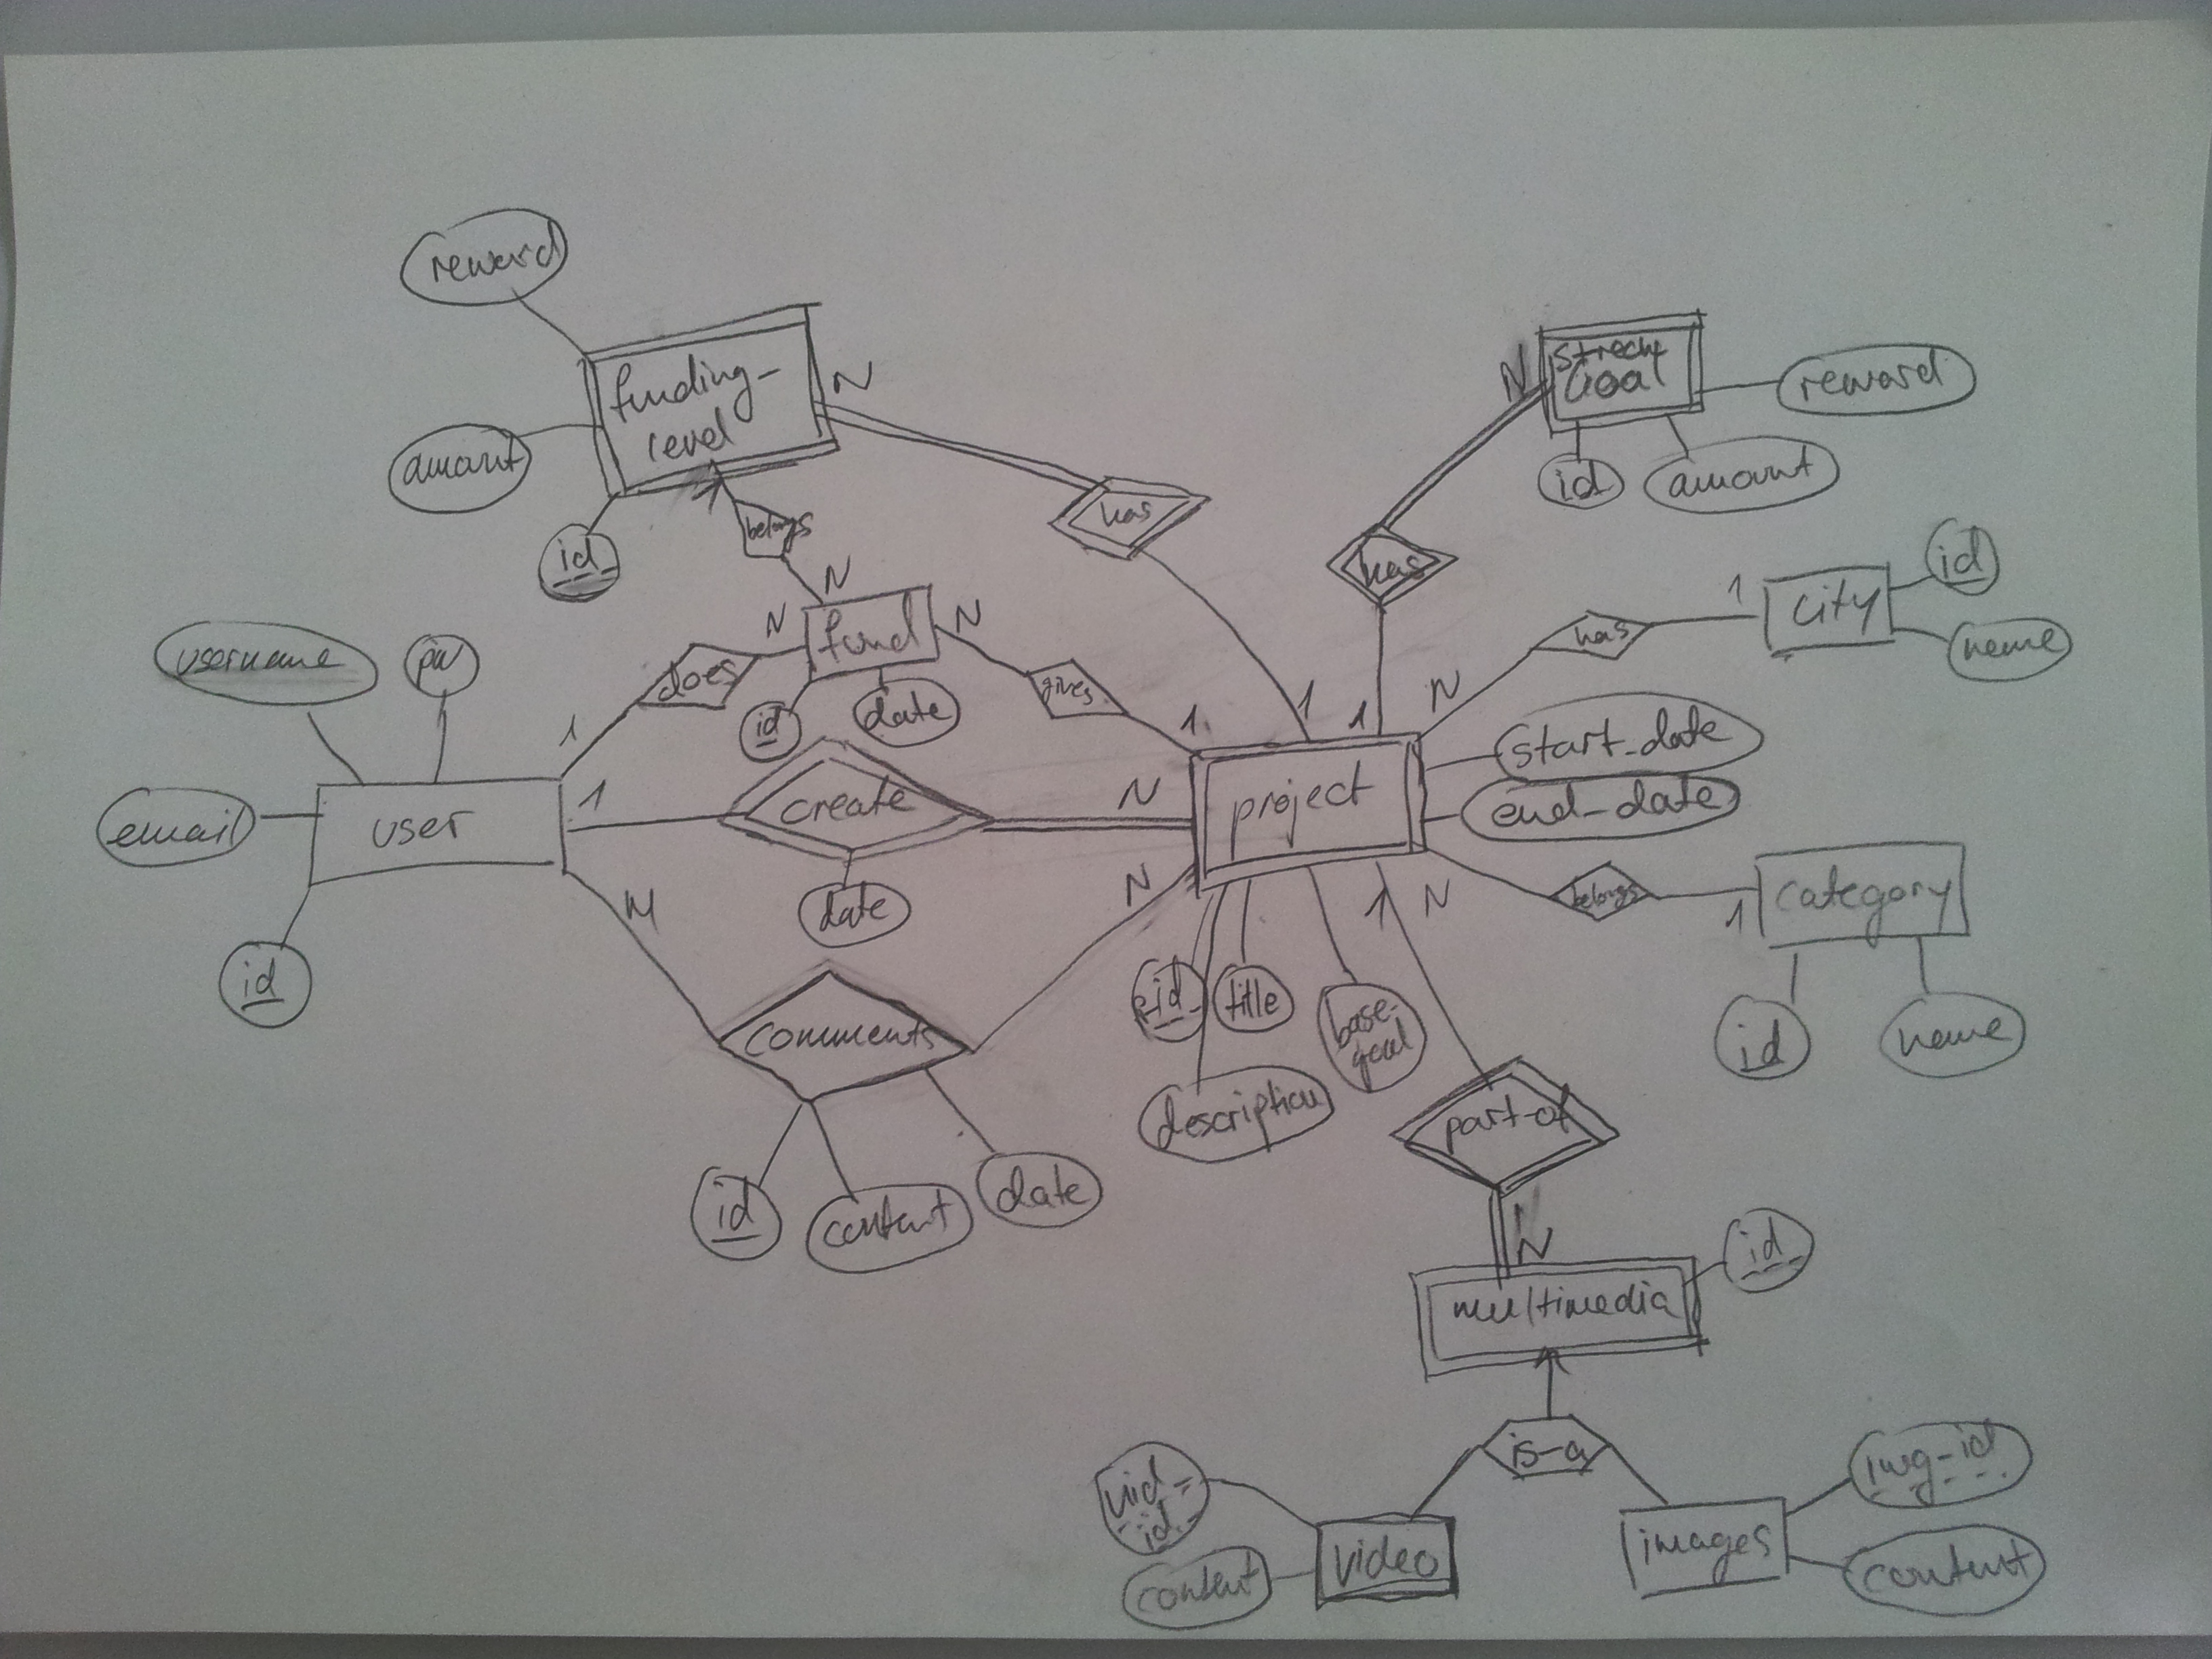 reward
funding-
level
N
N
Strech
Goal
reward
amount
id
amount
has
id
belongs
has
id
1
city
has
name
N
N
fund
N
username
pw
does
gives
id
date
1
1
1
1
N
start_date
email
user
1
create
N
project
end_date
date
M
N
1
N
belongs
1
category
id
p-id
title
base-
goal
id
name
comments
description
part-of
id
content
date
N
id
multimedia
is-a
vid-
id
img-id
content
video
images
content